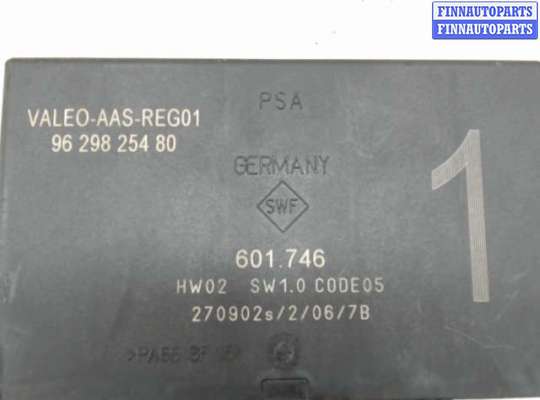 FINNAUTOPARTS
FINNAUTOPARTS
PSA
VALEO-AAS-REG01
96 298 254 80
GERMANY
SWF
1
601.746
HW02 SW1.0 CODE05
270902s/2/06/7B